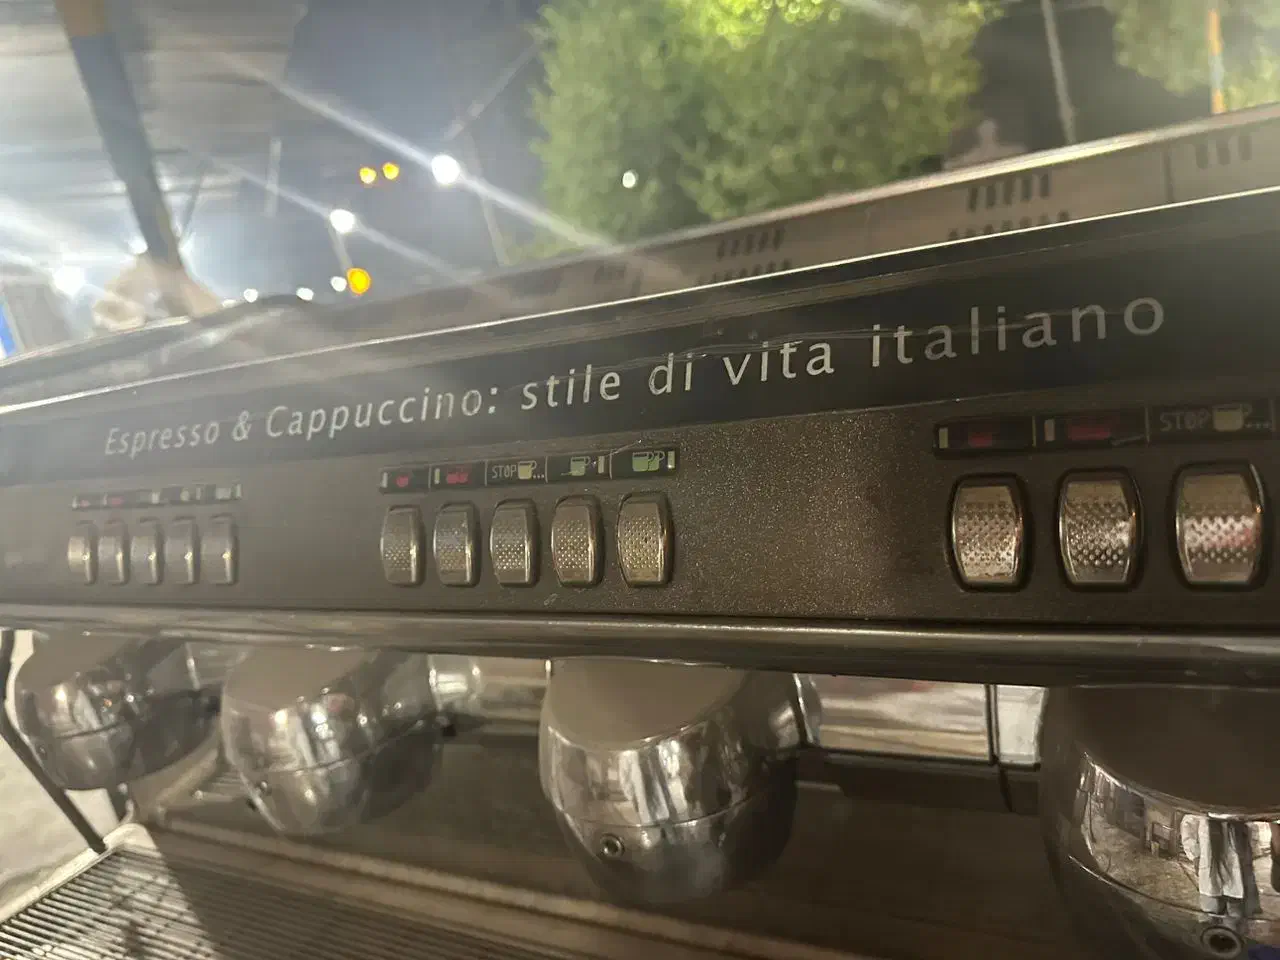 Espresso & Cappuccino: stile di vita italiano
STOP
STOP